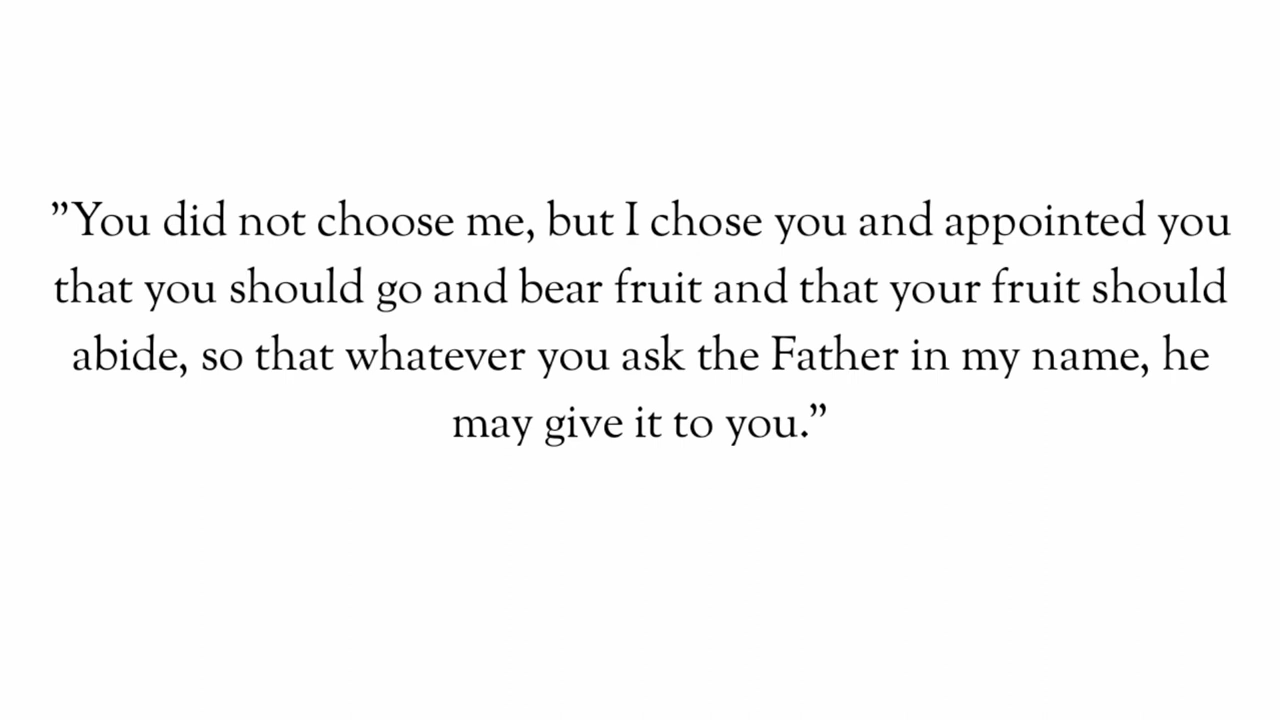 ”You did not choose me, but I chose you and appointed you
that you should go and bear fruit and that your fruit should
abide, so that whatever you ask the Father in my name, he
may give it to you.”